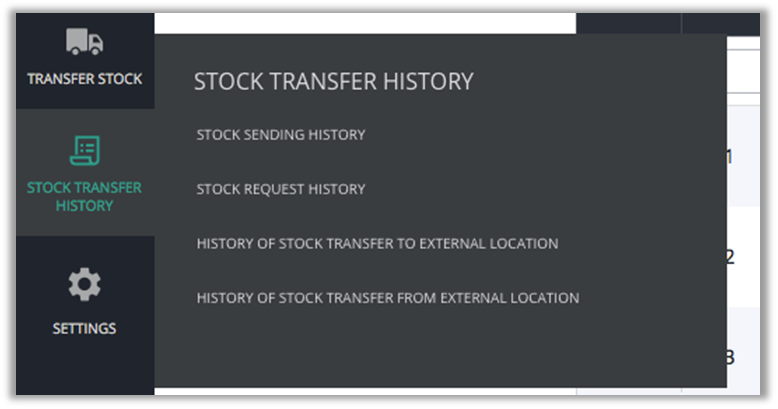 TRANSFER STOCK
STOCK TRANSFER
HISTORY
SETTINGS
STOCK TRANSFER HISTORY
STOCK SENDING HISTORY
STOCK REQUEST HISTORY
HISTORY OF STOCK TRANSFER TO EXTERNAL LOCATION
HISTORY OF STOCK TRANSFER FROM EXTERNAL LOCATION
1
2
3